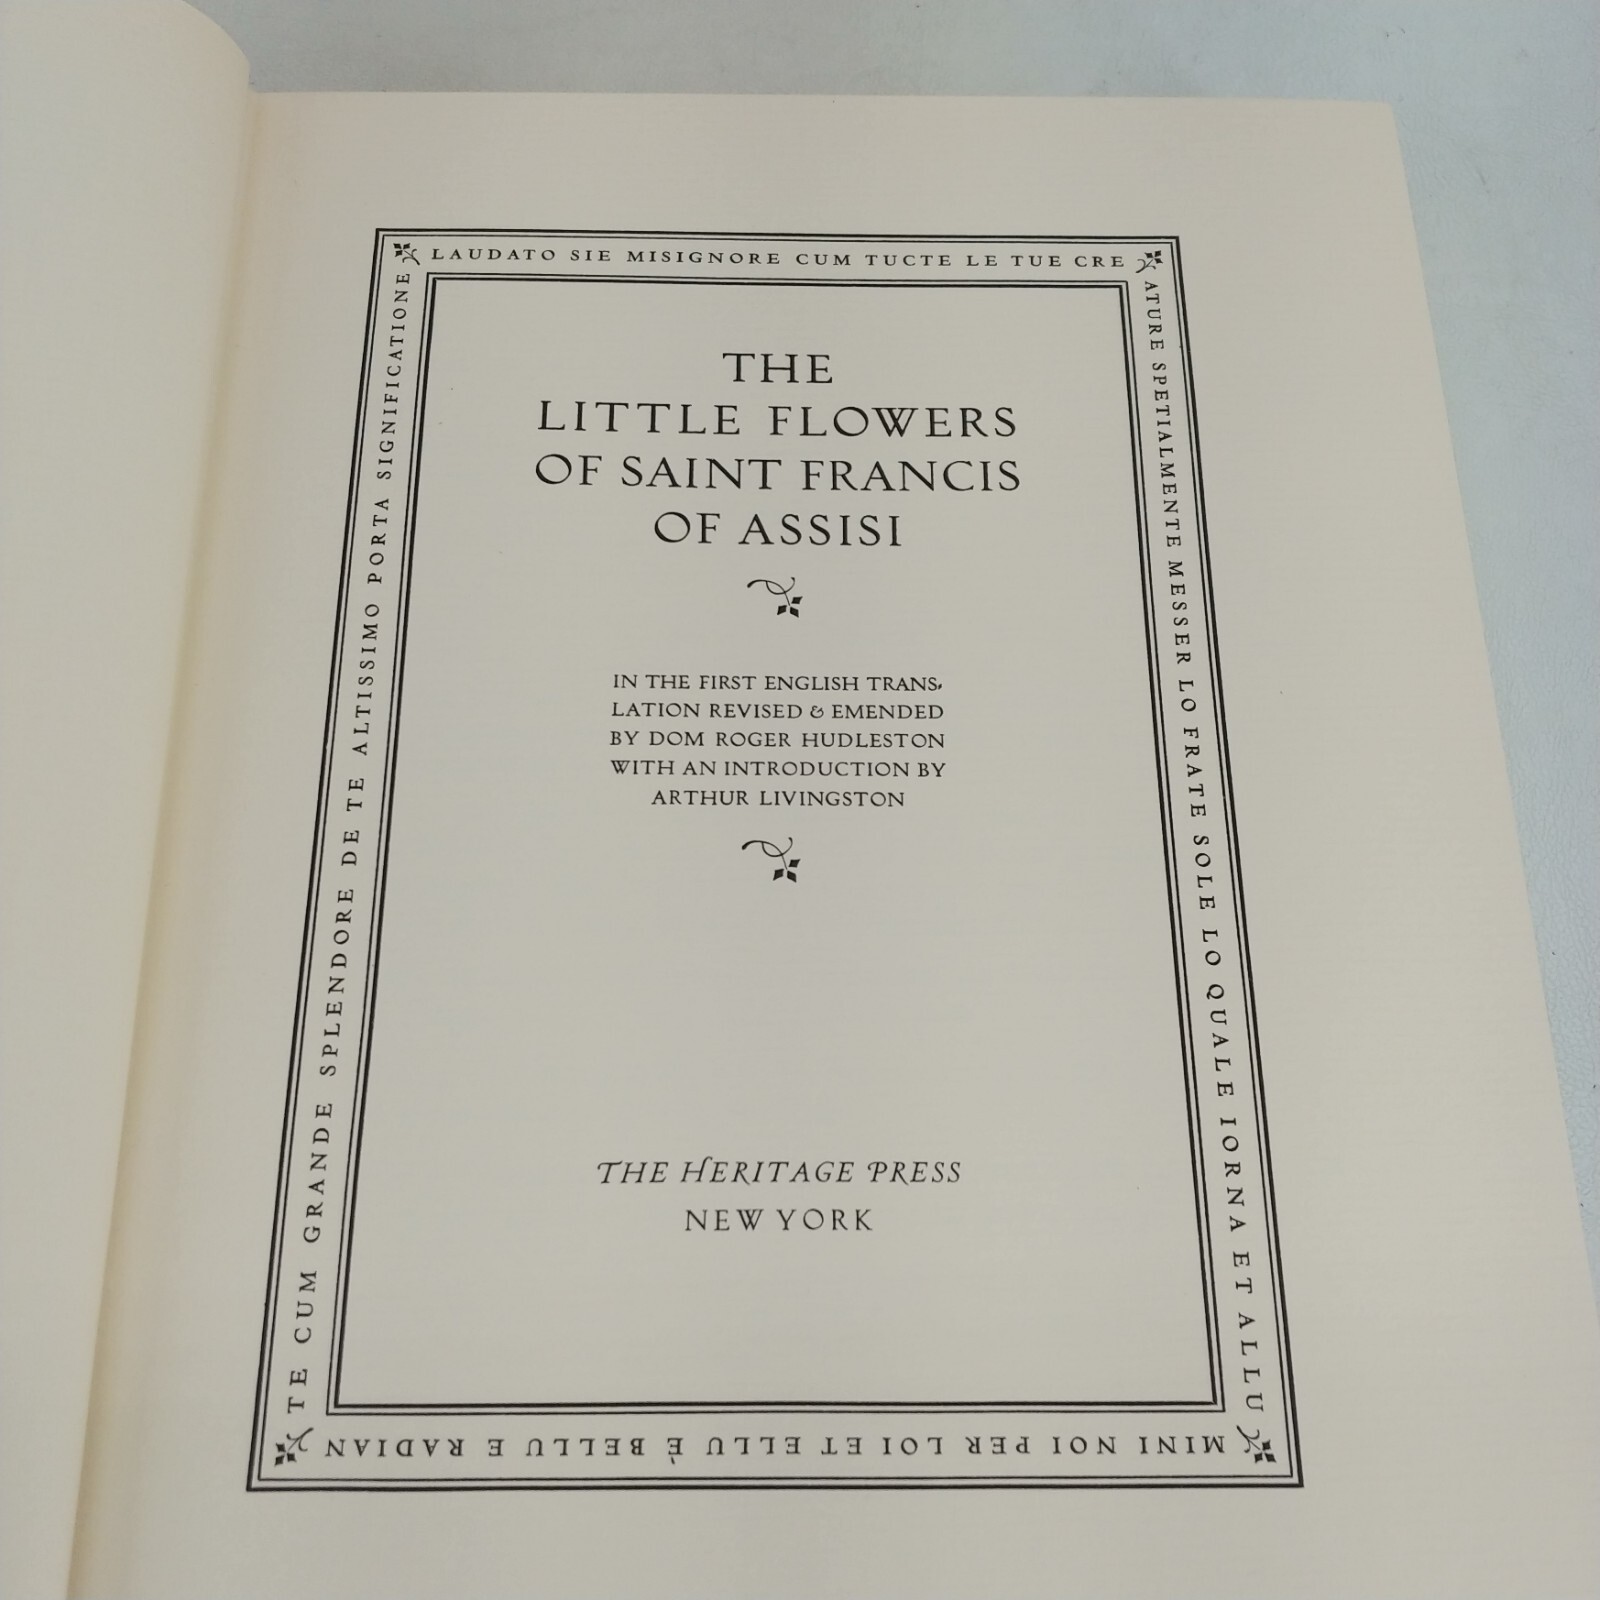 LAUDATO SIE MISIGNORE CUM TUCTE LE TUE CRE
ATURE SPETIALMENTE MESSER LO FRATE SOLE LO QUALE IORNA ET ALLU
MINI NOI PER LOI ET ELLU È BELLU E RADIAN
TE CUM GRANDE SPLENDORE DE TE ALTISSIMO PORTA SIGNIFICATIONE
THE
LITTLE FLOWERS
OF SAINT FRANCIS
OF ASSISI
IN THE FIRST ENGLISH TRANS-
LATION REVISED & EMENDED
BY DOM ROGER HUDLESTON
WITH AN INTRODUCTION BY
ARTHUR LIVINGSTON
THE HERITAGE PRESS
NEW YORK